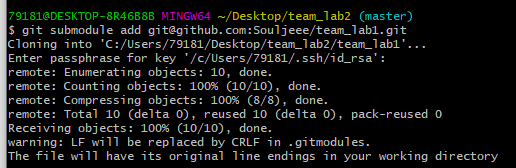 79181@DESKTOP-8R46B8B MINGW64 ~/Desktop/team_lab2 (master)
$ git submodule add git@github.com:Souljeee/team_lab1.git
Cloning into 'C:/Users/79181/Desktop/team_lab2/team_lab1'...
Enter passphrase for key '/c/Users/79181/.ssh/id_rsa':
remote: Enumerating objects: 10, done.
remote: Counting objects: 100% (10/10), done.
remote: Compressing objects: 100% (8/8), done.
remote: Total 10 (delta 0), reused 10 (delta 0), pack-reused 0
Receiving objects: 100% (10/10), done.
warning: LF will be replaced by CRLF in .gitmodules.
The file will have its original line endings in your working directory